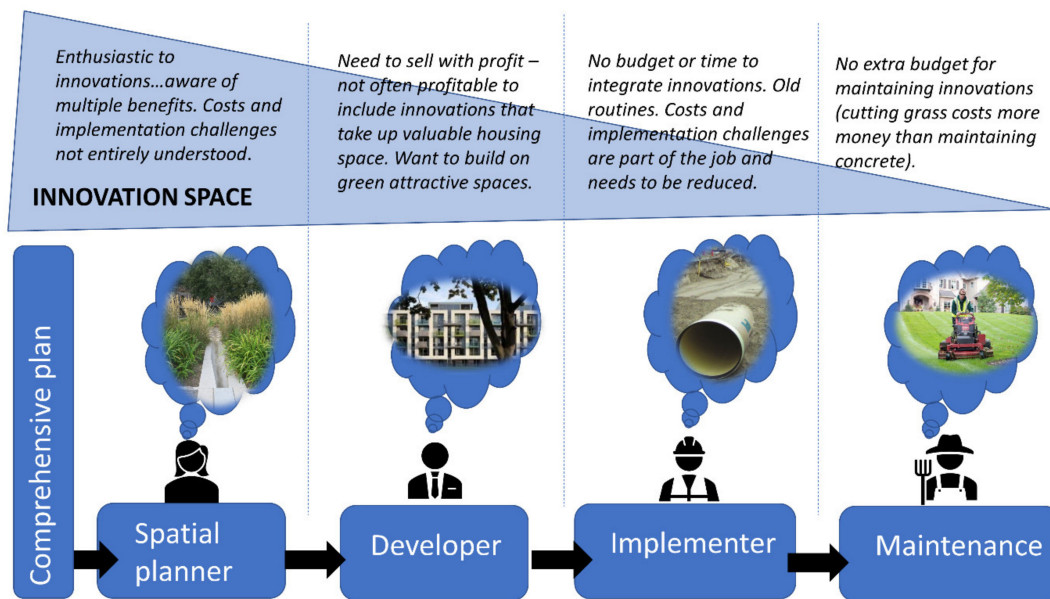 Enthusiastic to
innovations...aware of
multiple benefits. Costs and
implementation challenges
not entirely understood.
Need to sell with profit –
not often profitable to
include innovations that
take up valuable housing
space. Want to build on
green attractive spaces.
No budget or time to
integrate innovations. Old
routines. Costs and
implementation challenges
are part of the job and
needs to be reduced.
No extra budget for
maintaining innovations
(cutting grass costs more
money than maintaining
concrete).
INNOVATION SPACE
Comprehensive plan
Spatial
planner
Developer
Implementer
Maintenance